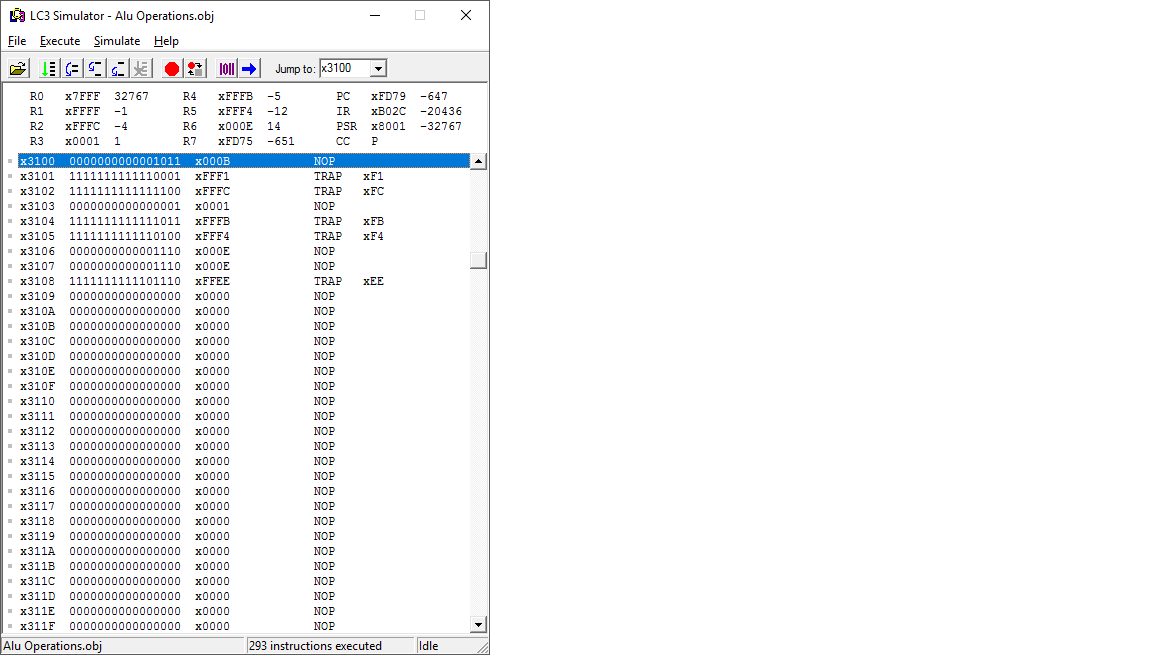 LC3 Simulator - Alu Operations.obj
File Execute Simulate Help
Jump to: x3100
R0 x7FFF 32767 R4 xFFFB -5 PC xFD79 -647
R1 xFFFF -1 R5 xFFF4 -12 IR xB02C -20436
R2 xFFFC -4 R6 x000E 14 PSR x8001 -32767
R3 x0001 1 R7 xFD75 -651 CC P
x3100 0000000000001011 x000B NOP
x3101 1111111111110001 xFFF1 TRAP xF1
x3102 1111111111111100 xFFFC TRAP xFC
x3103 0000000000000001 x0001 NOP
x3104 1111111111111011 xFFFB TRAP xFB
x3105 1111111111110100 xFFF4 TRAP xF4
x3106 0000000000001110 x000E NOP
x3107 0000000000001110 x000E NOP
x3108 1111111111101110 xFFEE TRAP xEE
x3109 0000000000000000 x0000 NOP
x310A 0000000000000000 x0000 NOP
x310B 0000000000000000 x0000 NOP
x310C 0000000000000000 x0000 NOP
x310D 0000000000000000 x0000 NOP
x310E 0000000000000000 x0000 NOP
x310F 0000000000000000 x0000 NOP
x3110 0000000000000000 x0000 NOP
x3111 0000000000000000 x0000 NOP
x3112 0000000000000000 x0000 NOP
x3113 0000000000000000 x0000 NOP
x3114 0000000000000000 x0000 NOP
x3115 0000000000000000 x0000 NOP
x3116 0000000000000000 x0000 NOP
x3117 0000000000000000 x0000 NOP
x3118 0000000000000000 x0000 NOP
x3119 0000000000000000 x0000 NOP
x311A 0000000000000000 x0000 NOP
x311B 0000000000000000 x0000 NOP
x311C 0000000000000000 x0000 NOP
x311D 0000000000000000 x0000 NOP
x311E 0000000000000000 x0000 NOP
x311F 0000000000000000 x0000 NOP
Alu Operations.obj 293 instructions executed Idle